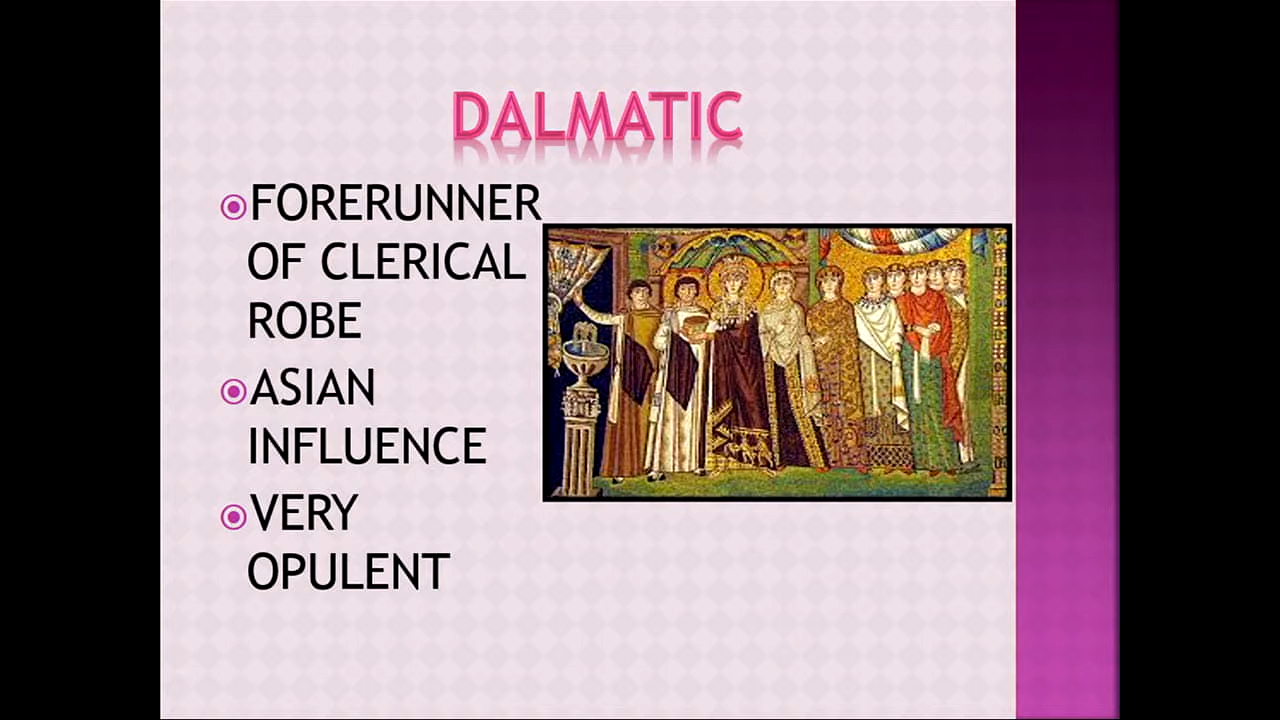 DALMATIC
FORERUNNER
OF CLERICAL
ROBE
ASIAN
INFLUENCE
VERY
OPULENT